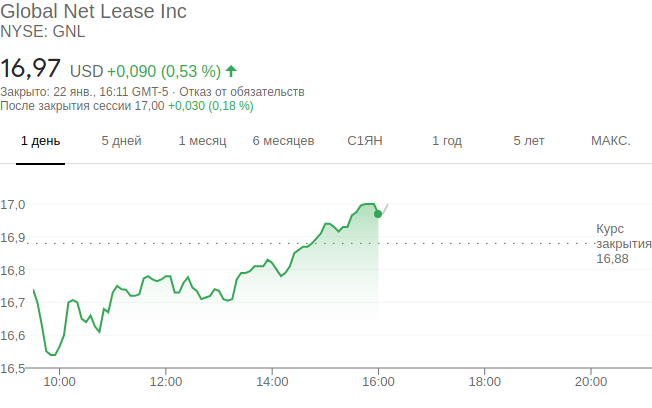 Global Net Lease Inc
NYSE: GNL
16,97 USD +0,090 (0,53 %)
Закрыто: 22 янв., 16:11 GMT-5 · Отказ от обязательств
После закрытия сессии 17,00 +0,030 (0,18 %)
1 день 5 дней 1 месяц 6 месяцев С1ЯН 1 год 5 лет МАКС.
17,0
16,9
16,8
16,7
16,6
16,5
Курс
закрытия
16,88
10:00 12:00 14:00 16:00 18:00 20:00